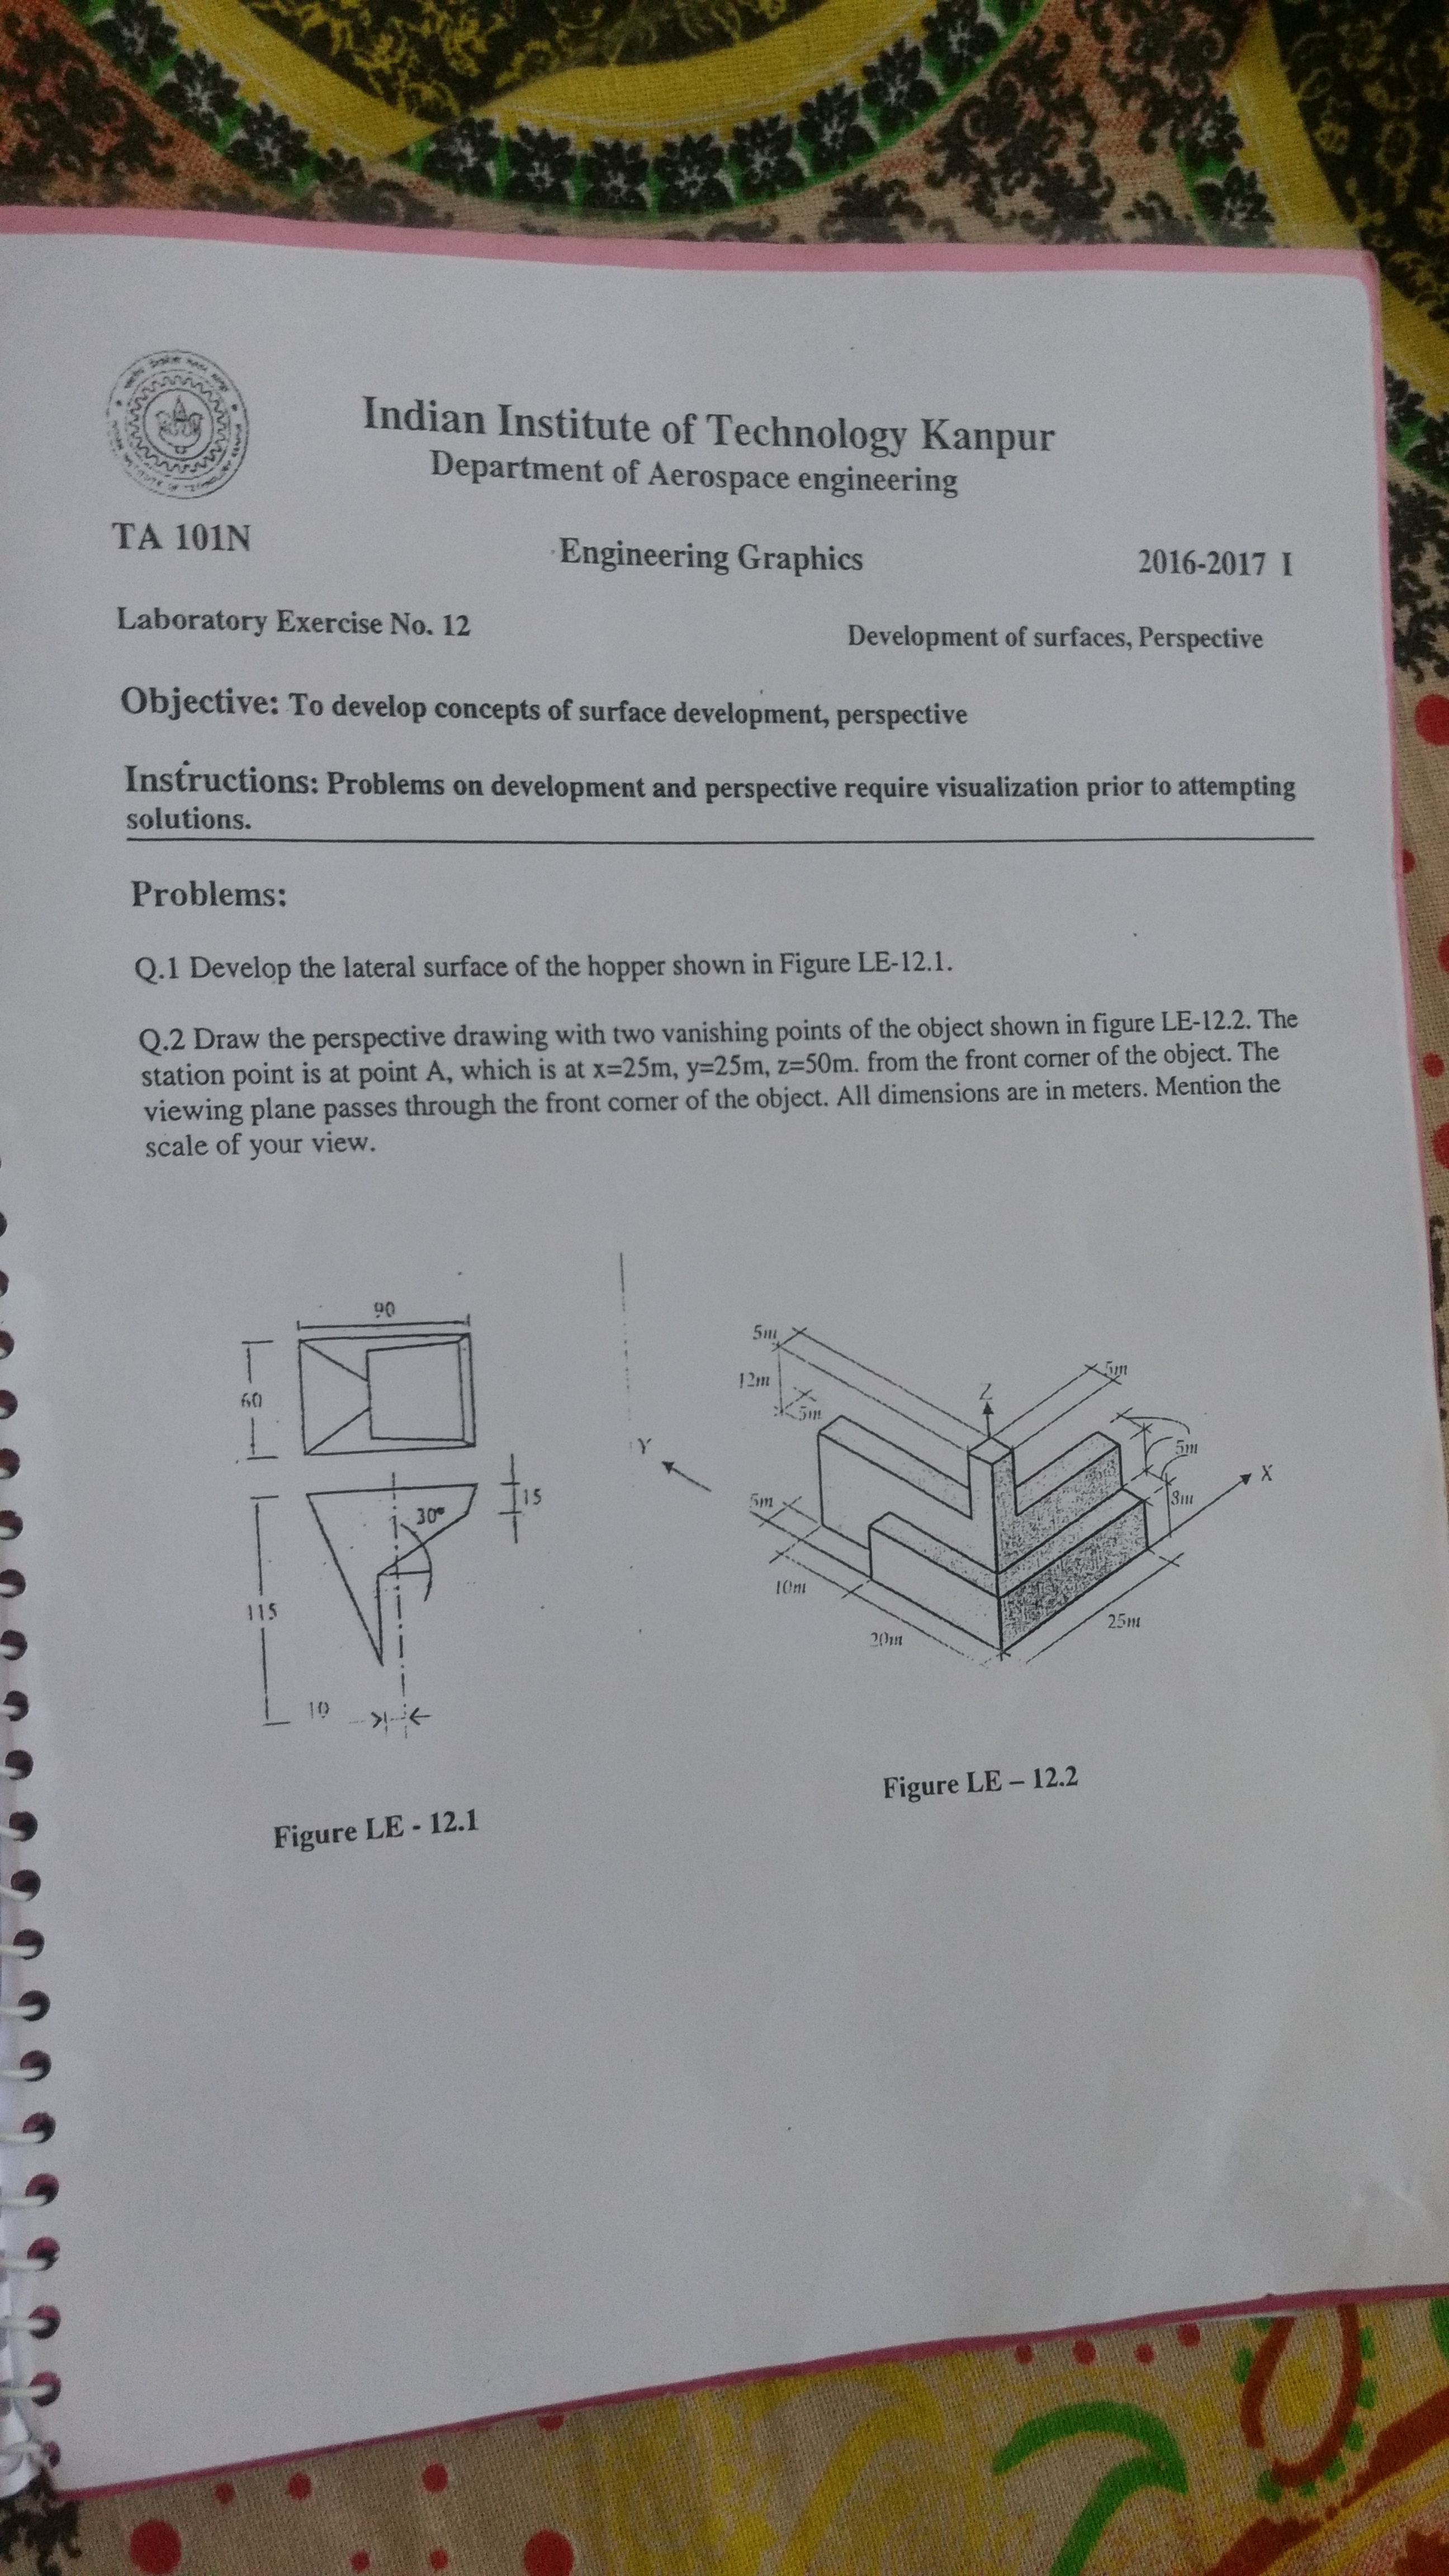 Indian Institute of Technology Kanpur
Department of Aerospace engineering
TA 101N
Engineering Graphics
2016-2017 I
Laboratory Exercise No. 12
Development of surfaces, Perspective
Objective: To develop concepts of surface development, perspective
Instructions: Problems on development and perspective require visualization prior to attempting
solutions.
Problems:
Q.1 Develop the lateral surface of the hopper shown in Figure LE-12.1.
Q.2 Draw the perspective drawing with two vanishing points of the object shown in figure LE-12.2. The
station point is at point A, which is at x=25m, y=25m, z=50m. from the front corner of the object. The
viewing plane passes through the front corner of the object. All dimensions are in meters. Mention the
scale of your view.
90
60
15
30°
115
10
Figure LE - 12.1
5m
12m
5m
5m
Z
Y
5m
X
5m
3m
10m
20m
25m
Figure LE – 12.2